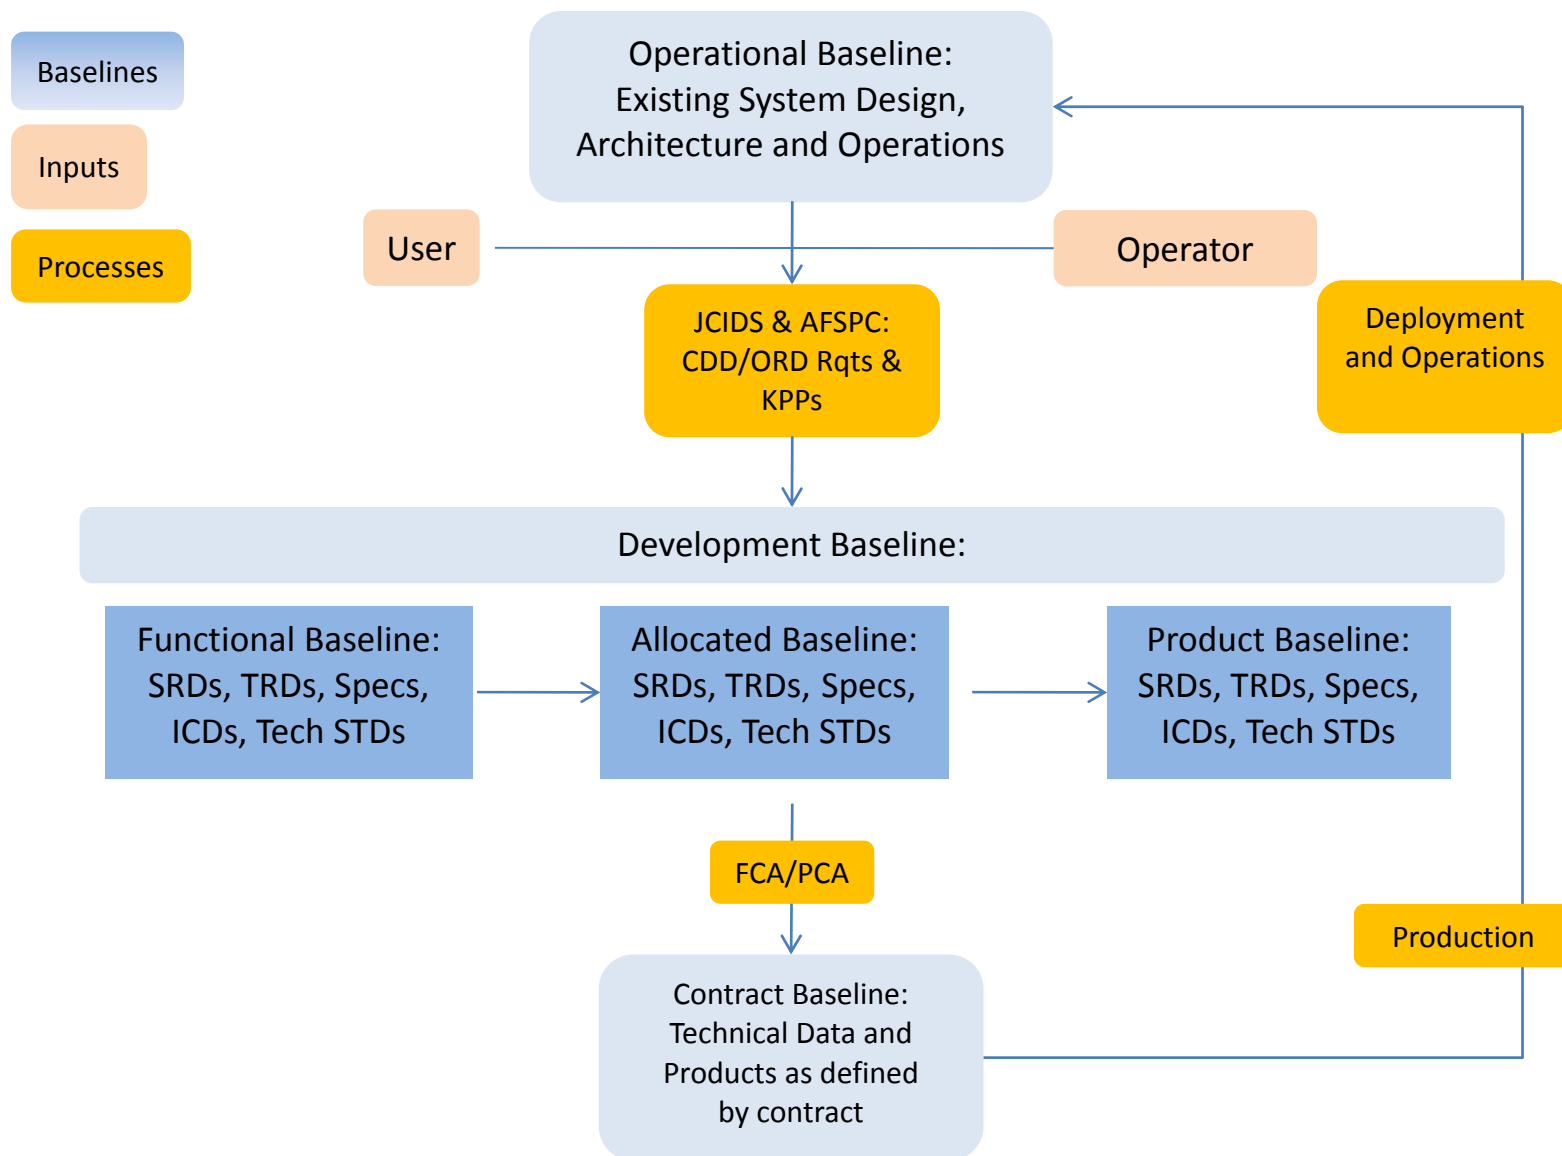 Baselines
Inputs
Processes
Operational Baseline:
Existing System Design,
Architecture and Operations
User
Operator
JCIDS & AFSPC:
CDD/ORD Rqts &
KPPs
Deployment
and Operations
Development Baseline:
Functional Baseline:
SRDs, TRDs, Specs,
ICDs, Tech STDs
Allocated Baseline:
SRDs, TRDs, Specs,
ICDs, Tech STDs
Product Baseline:
SRDs, TRDs, Specs,
ICDs, Tech STDs
FCA/PCA
Production
Contract Baseline:
Technical Data and
Products as defined
by contract